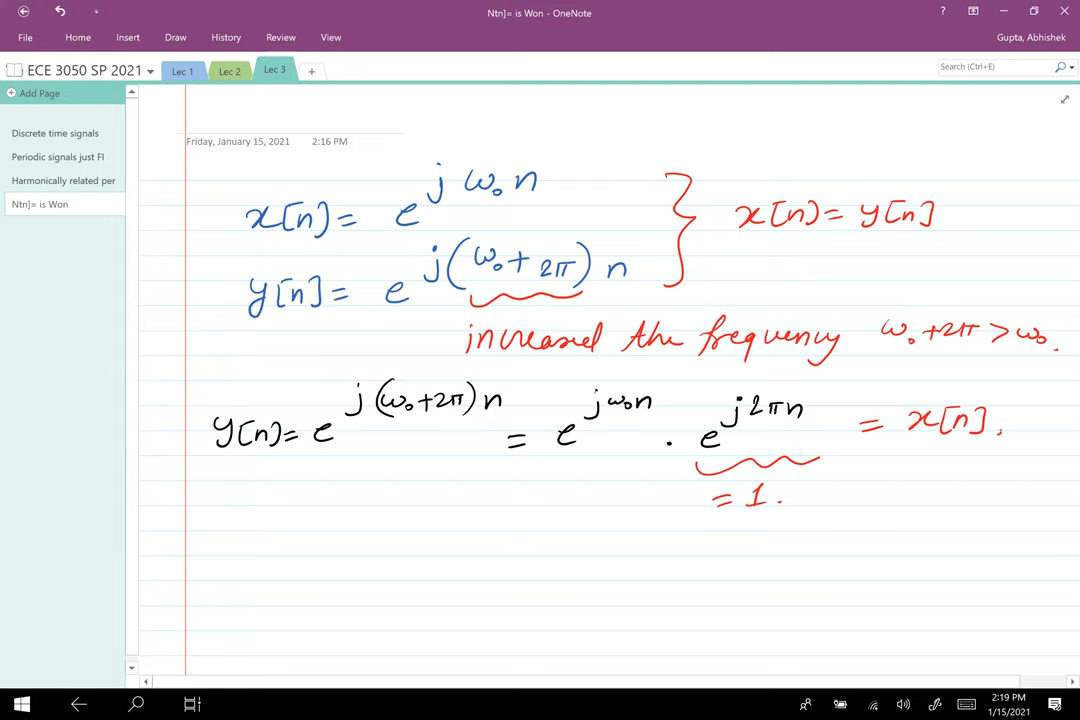 Ntn]= is Won - OneNote
File Home Insert Draw History Review View
Gupta, Abhishek
ECE 3050 SP 2021 Lec 1 Lec 2 Lec 3
Search (Ctrl+E)
Add Page
Discrete time signals
Periodic signals just FI
Harmonically related per
Ntn]= is Won
Friday, January 15, 2021 2:16 PM
x[n] = e^{jω₀n}
y[n] = e^{j(ω₀+2π)n}
x[n] = y[n]
increased the frequency ω₀+2π > ω₀.
y[n] = e^{j(ω₀+2π)n} = e^{jω₀n} · e^{j2πn} = x[n].
= 1.
2:19 PM
1/15/2021